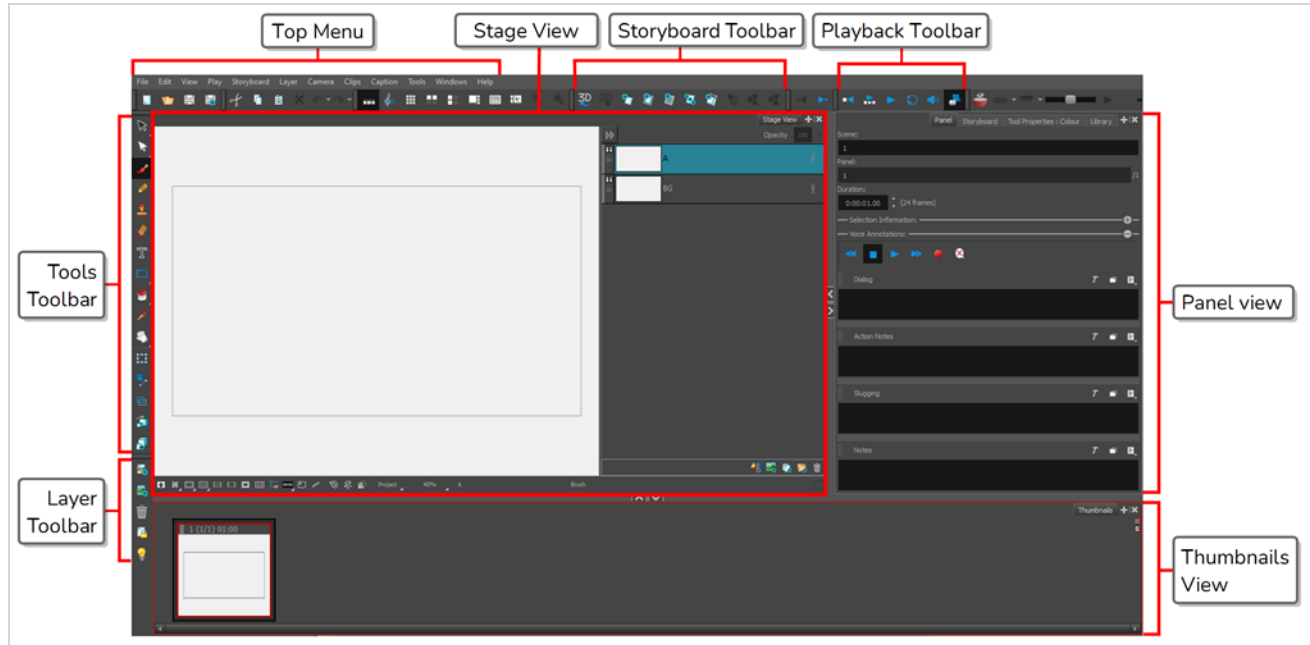 Top Menu
Stage View
Storyboard Toolbar
Playback Toolbar
File Edit View Play Storyboard Layer Camera Clips Caption Tools Windows Help
3D
Stage View
Opacity
A
BG
Panel Storyboard Tool Properties : Colour Library
Scene:
1
Panel:
1 /1
Duration:
0:00:01.00 (24 frames)
Selection Information:
Voice Annotations:
Dialog
Action Notes
Slugging
Notes
Tools
Toolbar
Panel view
Project 40% A Brush
Layer
Toolbar
Thumbnails
1 (1/1) 01:00
Thumbnails
View